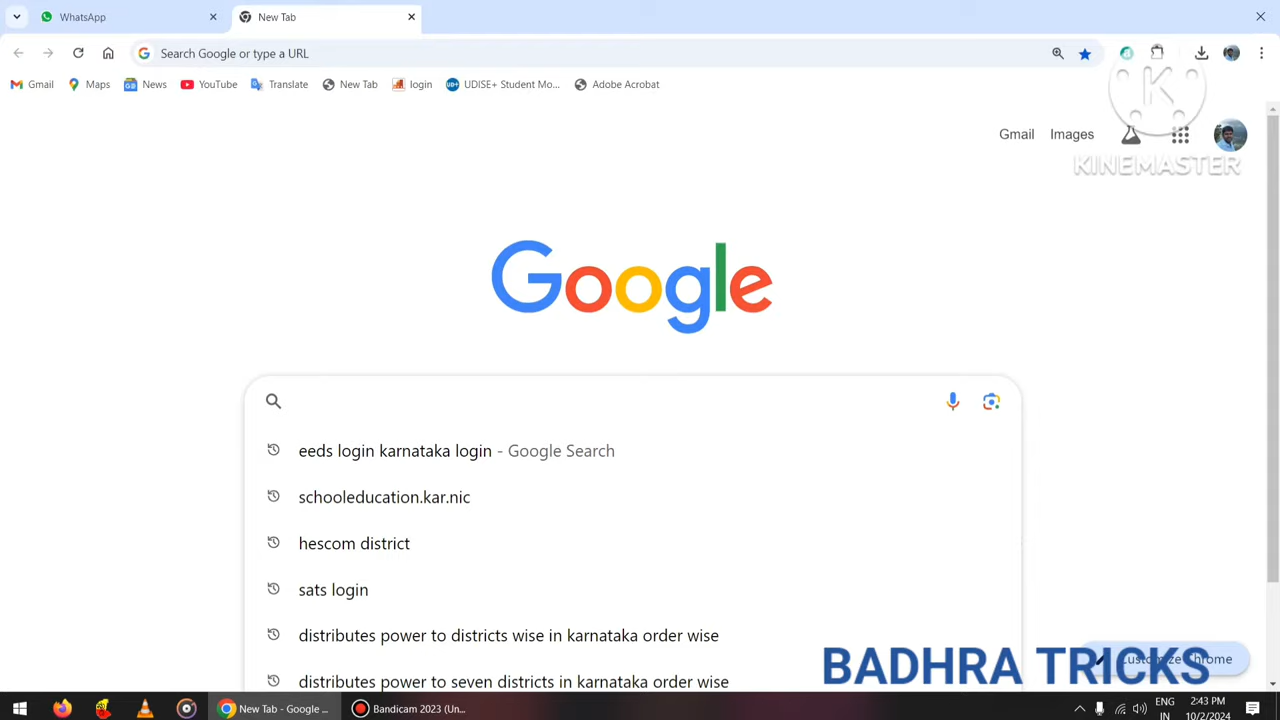 WhatsApp
New Tab
Search Google or type a URL
Gmail
Maps
News
YouTube
Translate
New Tab
login
UDISE+ Student Mo...
Adobe Acrobat
K
Gmail
Images
KINEMASTER
Google
eeds login karnataka login - Google Search
schooleducation.kar.nic
hescom district
sats login
distributes power to districts wise in karnataka order wise
distributes power to seven districts in karnataka order wise
Customize Chrome
BADHRA TRICKS
New Tab - Google ...
Bandicam 2023 (Un...
ENG
IN
2:43 PM
10/2/2024